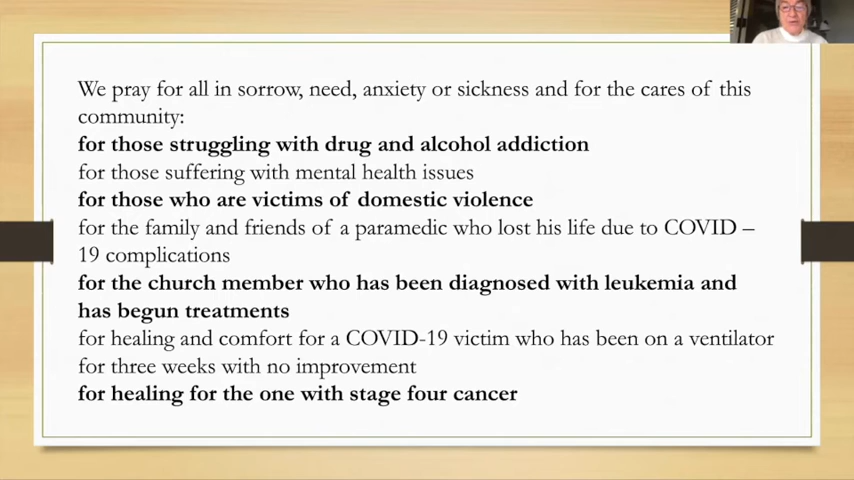 We pray for all in sorrow, need, anxiety or sickness and for the cares of this
community:
for those struggling with drug and alcohol addiction
for those suffering with mental health issues
for those who are victims of domestic violence
for the family and friends of a paramedic who lost his life due to COVID –
19 complications
for the church member who has been diagnosed with leukemia and
has begun treatments
for healing and comfort for a COVID-19 victim who has been on a ventilator
for three weeks with no improvement
for healing for the one with stage four cancer